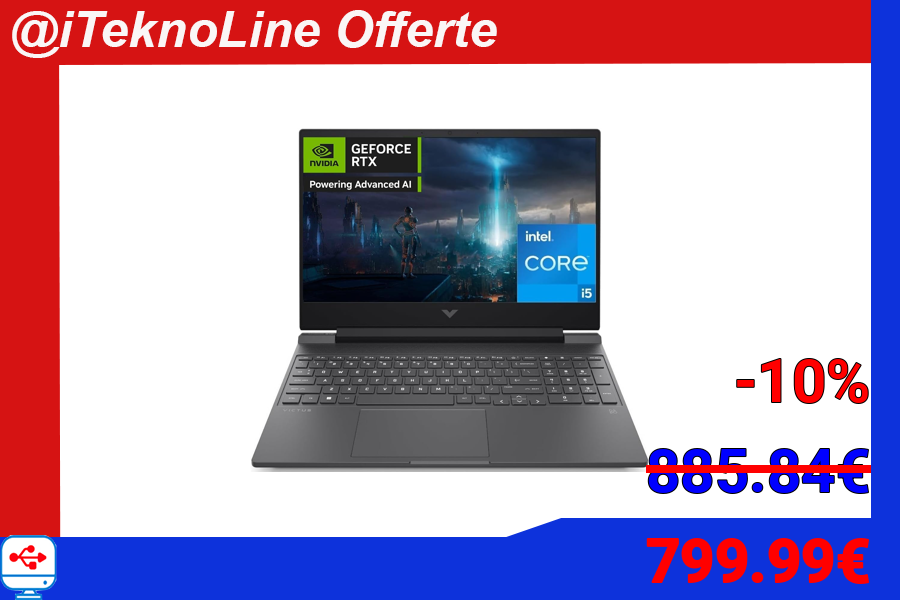 @iTeknoLine Offerte
NVIDIA
GEFORCE
RTX
Powering Advanced AI
intel.
CORE
i5
-10%
885.84€
799.99€